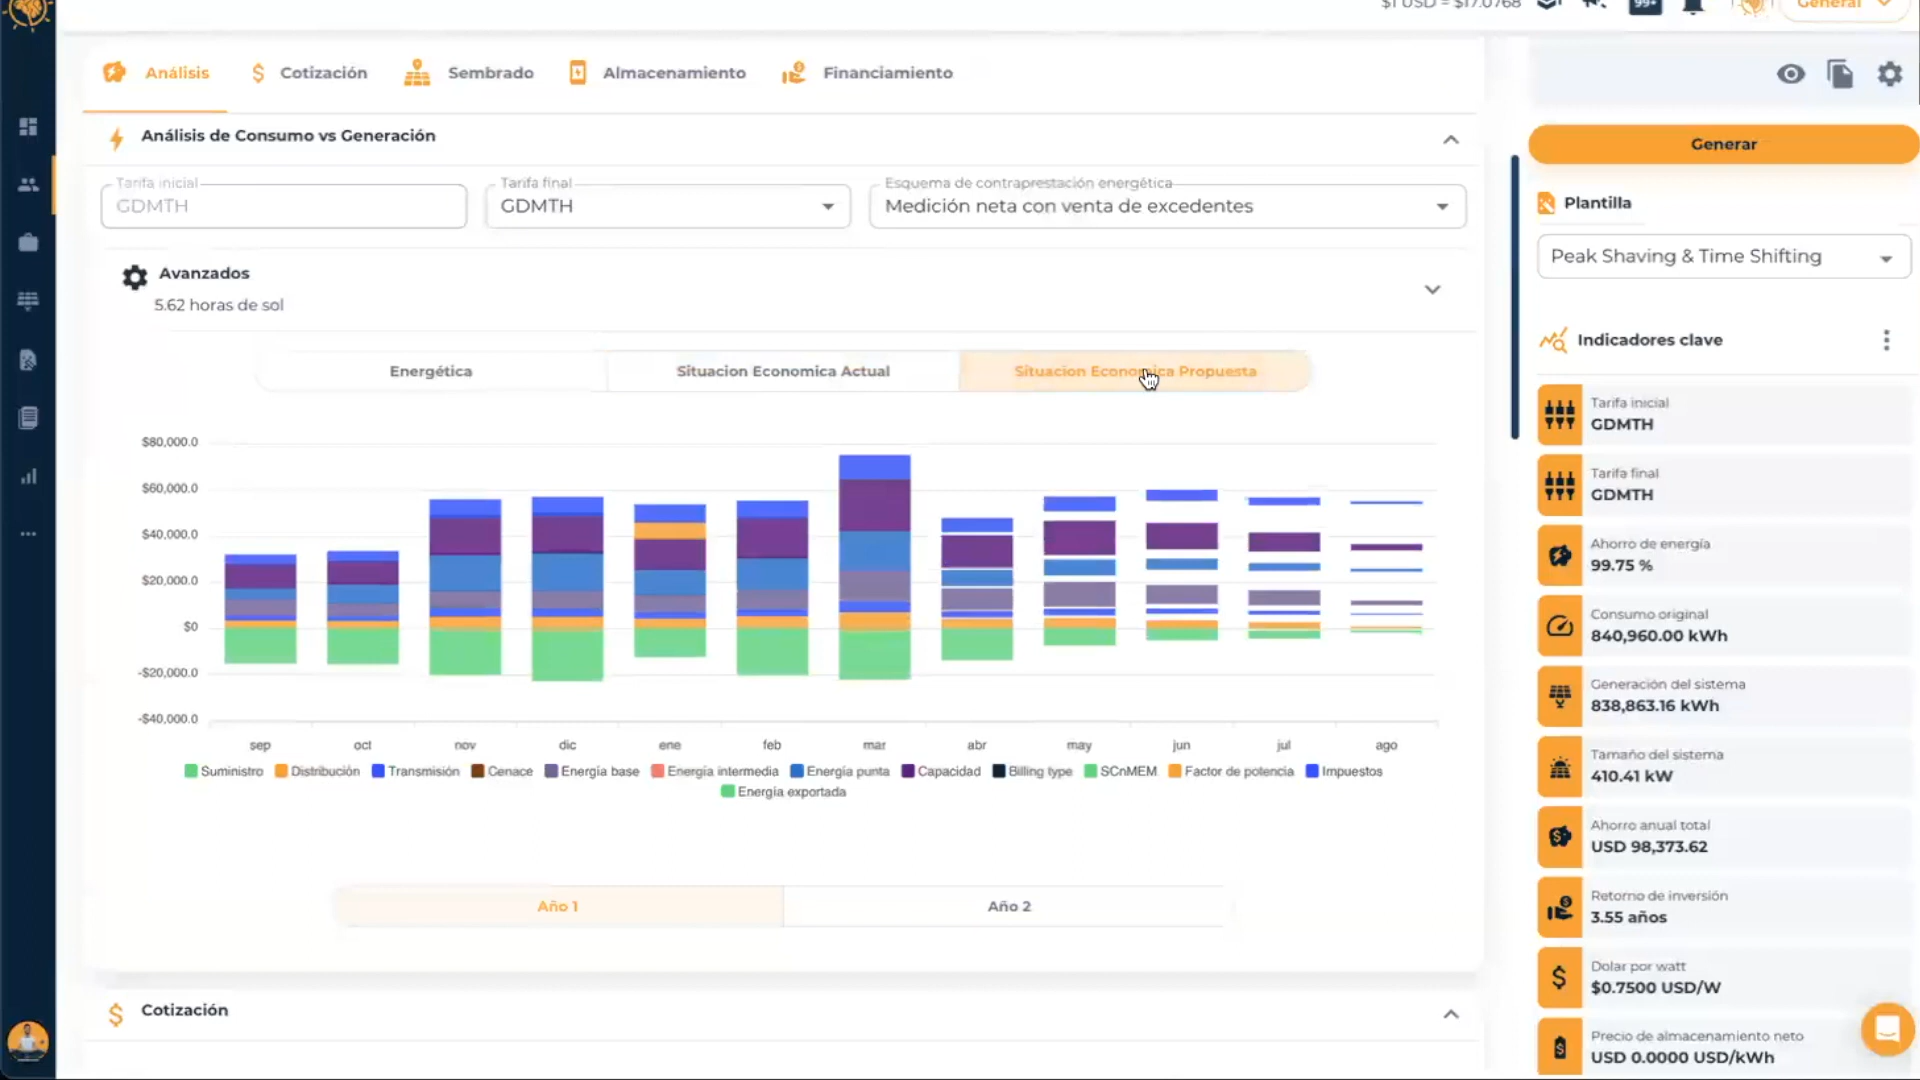 $1 USD = $17.0768
99+
General
Análisis
Cotización
Sembrado
Almacenamiento
Financiamiento
Análisis de Consumo vs Generación
Generar
Tarifa inicial
GDMTH
Tarifa final
GDMTH
Esquema de contraprestación energética
Medición neta con venta de excedentes
Plantilla
Peak Shaving & Time Shifting
Avanzados
5.62 horas de sol
Energética
Situacion Economica Actual
Situacion Economica Propuesta
$80,000.0
$60,000.0
$40,000.0
$20,000.0
$0
-$20,000.0
-$40,000.0
sep oct nov dic ene feb mar abr may jun jul ago
Suministro Distribución Transmisión Cenace Energía base Energía intermedia Energía punta Capacidad Billing type SCnMEM Factor de potencia Impuestos
Energía exportada
Año 1
Año 2
Cotización
Indicadores clave
Tarifa inicial
GDMTH
Tarifa final
GDMTH
Ahorro de energía
99.75 %
Consumo original
840,960.00 kWh
Generación del sistema
838,863.16 kWh
Tamaño del sistema
410.41 kW
Ahorro anual total
USD 98,373.62
Retorno de inversión
3.55 años
Dolar por watt
$0.7500 USD/W
Precio de almacenamiento neto
USD 0.0000 USD/kWh